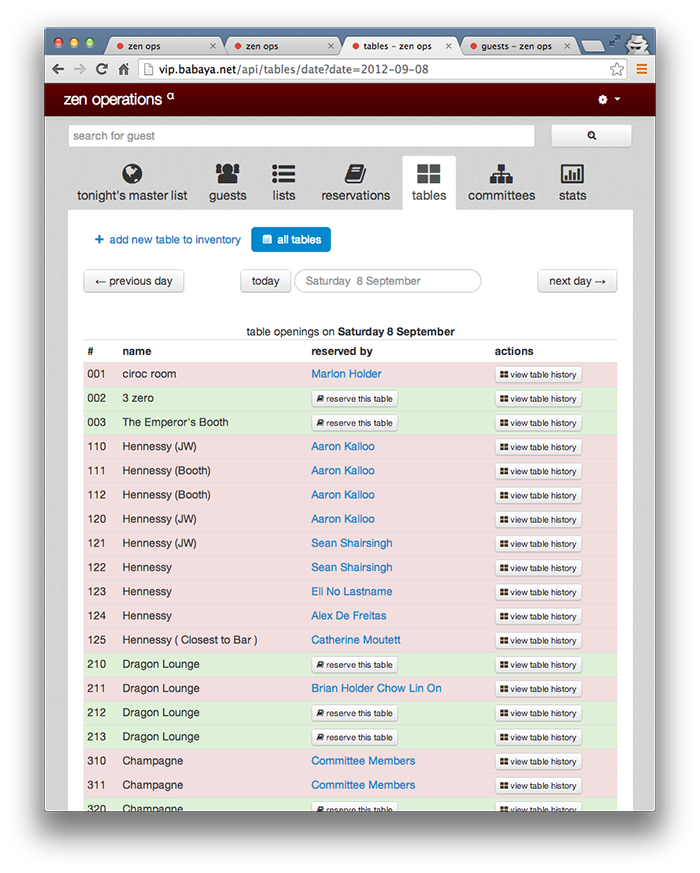 zen ops
zen ops
tables – zen ops
guests – zen ops
vip.babaya.net/api/tables/date?date=2012-09-08
zen operations α
search for guest
tonight's master list guests lists reservations tables committees stats
+ add new table to inventory all tables
← previous day today Saturday 8 September next day →
table openings on Saturday 8 September
# name reserved by actions
001 ciroc room Marlon Holder view table history
002 3 zero reserve this table view table history
003 The Emperor's Booth reserve this table view table history
110 Hennessy (JW) Aaron Kalloo view table history
111 Hennessy (Booth) Aaron Kalloo view table history
112 Hennessy (Booth) Aaron Kalloo view table history
120 Hennessy (JW) Aaron Kalloo view table history
121 Hennessy (JW) Sean Shairsingh view table history
122 Hennessy Sean Shairsingh view table history
123 Hennessy Eli No Lastname view table history
124 Hennessy Alex De Freitas view table history
125 Hennessy ( Closest to Bar ) Catherine Moutett view table history
210 Dragon Lounge reserve this table view table history
211 Dragon Lounge Brian Holder Chow Lin On view table history
212 Dragon Lounge reserve this table view table history
213 Dragon Lounge reserve this table view table history
310 Champagne Committee Members view table history
311 Champagne Committee Members view table history
320 Champagne reserve this table view table history